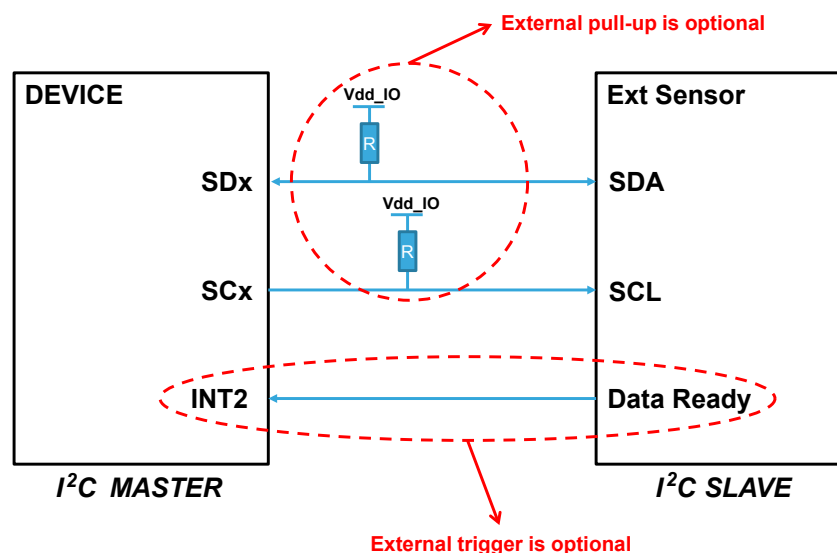 External pull-up is optional
DEVICE
Ext Sensor
Vdd_IO
R
SDx
SDA
Vdd_IO
R
SCx
SCL
INT2
Data Ready
I²C MASTER
I²C SLAVE
External trigger is optional